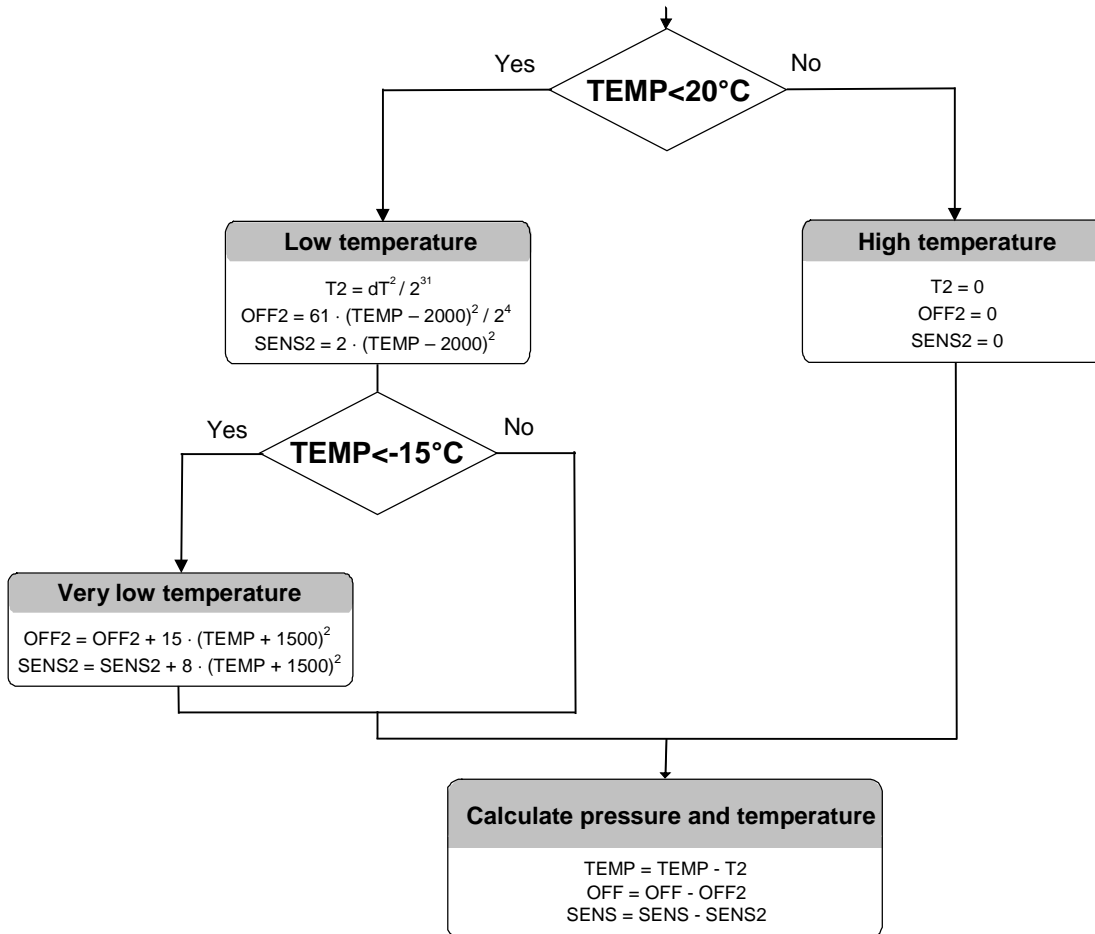 Yes
No
TEMP<20°C
Low temperature
T2 = dT² / 2³¹
OFF2 = 61 · (TEMP – 2000)² / 2⁴
SENS2 = 2 · (TEMP – 2000)²
High temperature
T2 = 0
OFF2 = 0
SENS2 = 0
Yes
No
TEMP<-15°C
Very low temperature
OFF2 = OFF2 + 15 · (TEMP + 1500)²
SENS2 = SENS2 + 8 · (TEMP + 1500)²
Calculate pressure and temperature
TEMP = TEMP - T2
OFF = OFF - OFF2
SENS = SENS - SENS2